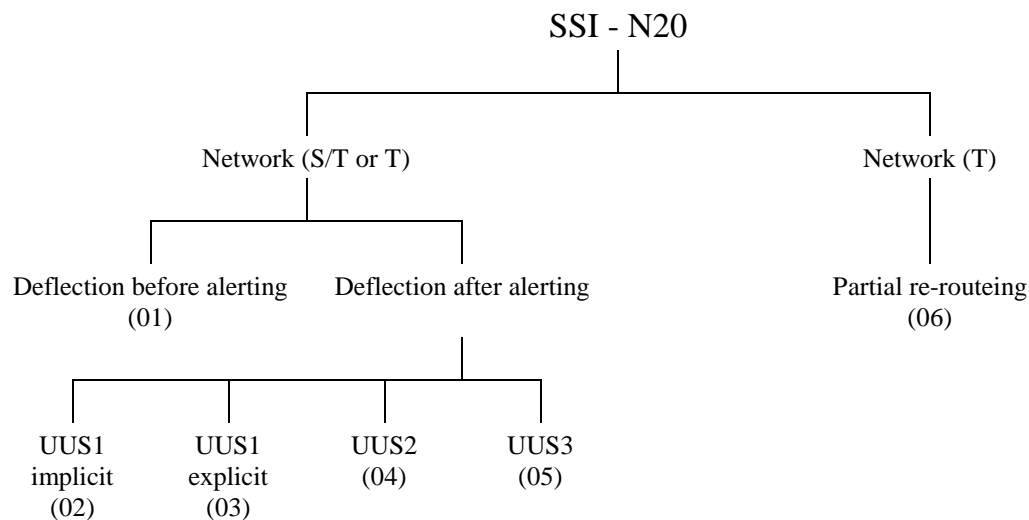 SSI - N20
Network (S/T or T)
Network (T)
Deflection before alerting
(01)
Deflection after alerting
Partial re-routeing
(06)
UUS1
implicit
(02)
UUS1
explicit
(03)
UUS2
(04)
UUS3
(05)